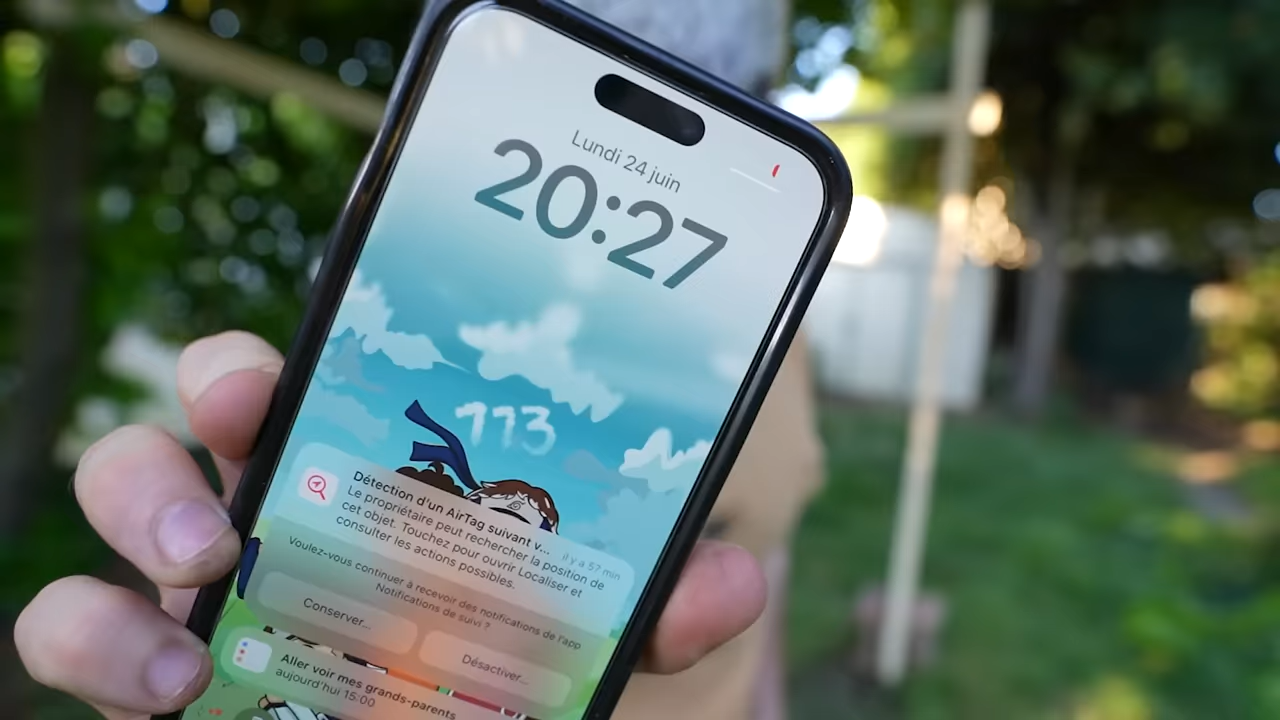 Lundi 24 juin
20:27
113
Détection d'un AirTag suivant v... il y a 57 min
Le propriétaire peut rechercher la position de
cet objet. Touchez pour ouvrir Localiser et
consulter les actions possibles.
Voulez-vous continuer à recevoir des notifications de l'app
Notifications de suivi ?
Conserver...
Désactiver...
Aller voir mes grands-parents
aujourd'hui 15:00